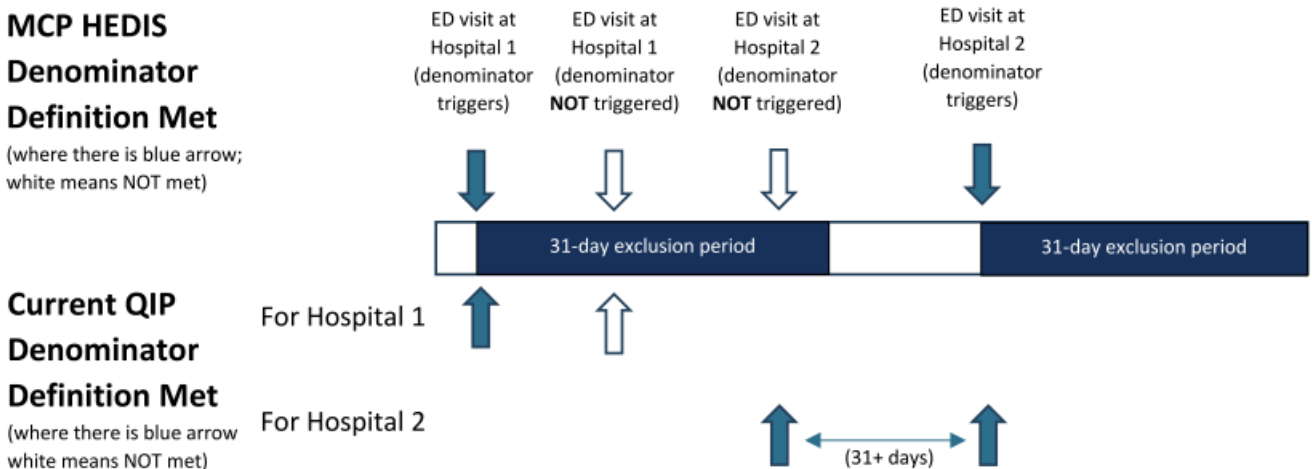 MCP HEDIS
Denominator
Definition Met
(where there is blue arrow;
white means NOT met)
ED visit at
Hospital 1
(denominator
triggers)
ED visit at
Hospital 1
(denominator
NOT triggered)
ED visit at
Hospital 2
(denominator
NOT triggered)
ED visit at
Hospital 2
(denominator
triggers)
31-day exclusion period
31-day exclusion period
Current QIP
Denominator
Definition Met
(where there is blue arrow
white means NOT met)
For Hospital 1
For Hospital 2
(31+ days)